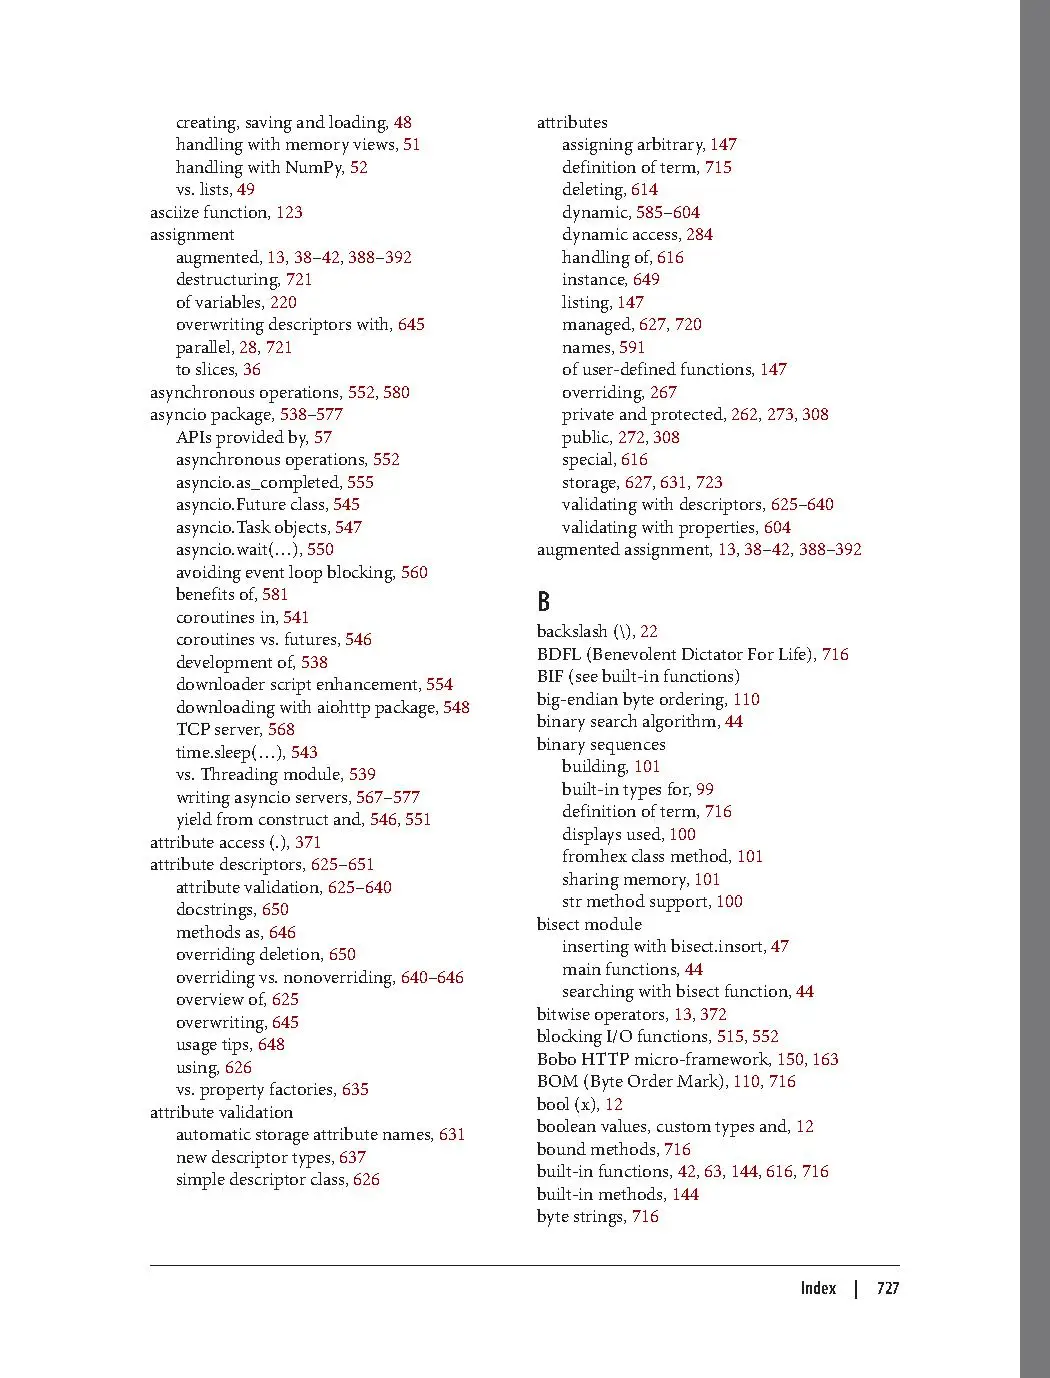 creating, saving and loading, 48
handling with memory views, 51
handling with NumPy, 52
vs. lists, 49
asciize function, 123
assignment
augmented, 13, 38–42, 388–392
destructuring, 721
of variables, 220
overwriting descriptors with, 645
parallel, 28, 721
to slices, 36
asynchronous operations, 552, 580
asyncio package, 538–577
APIs provided by, 57
asynchronous operations, 552
asyncio.as_completed, 555
asyncio.Future class, 545
asyncio.Task objects, 547
asyncio.wait(…), 550
avoiding event loop blocking, 560
benefits of, 581
coroutines in, 541
coroutines vs. futures, 546
development of, 538
downloader script enhancement, 554
downloading with aiohttp package, 548
TCP server, 568
time.sleep(…), 543
vs. Threading module, 539
writing asyncio servers, 567–577
yield from construct and, 546, 551
attribute access (.), 371
attribute descriptors, 625–651
attribute validation, 625–640
docstrings, 650
methods as, 646
overriding deletion, 650
overriding vs. nonoverriding, 640–646
overview of, 625
overwriting, 645
usage tips, 648
using, 626
vs. property factories, 635
attribute validation
automatic storage attribute names, 631
new descriptor types, 637
simple descriptor class, 626
attributes
assigning arbitrary, 147
definition of term, 715
deleting, 614
dynamic, 585–604
dynamic access, 284
handling of, 616
instance, 649
listing, 147
managed, 627, 720
names, 591
of user-defined functions, 147
overriding, 267
private and protected, 262, 273, 308
public, 272, 308
special, 616
storage, 627, 631, 723
validating with descriptors, 625–640
validating with properties, 604
augmented assignment, 13, 38–42, 388–392
B
backslash (\), 22
BDFL (Benevolent Dictator For Life), 716
BIF (see built-in functions)
big-endian byte ordering, 110
binary search algorithm, 44
binary sequences
building, 101
built-in types for, 99
definition of term, 716
displays used, 100
fromhex class method, 101
sharing memory, 101
str method support, 100
bisect module
inserting with bisect.insort, 47
main functions, 44
searching with bisect function, 44
bitwise operators, 13, 372
blocking I/O functions, 515, 552
Bobo HTTP micro-framework, 150, 163
BOM (Byte Order Mark), 110, 716
bool (x), 12
boolean values, custom types and, 12
bound methods, 716
built-in functions, 42, 63, 144, 616, 716
built-in methods, 144
byte strings, 716
Index | 727